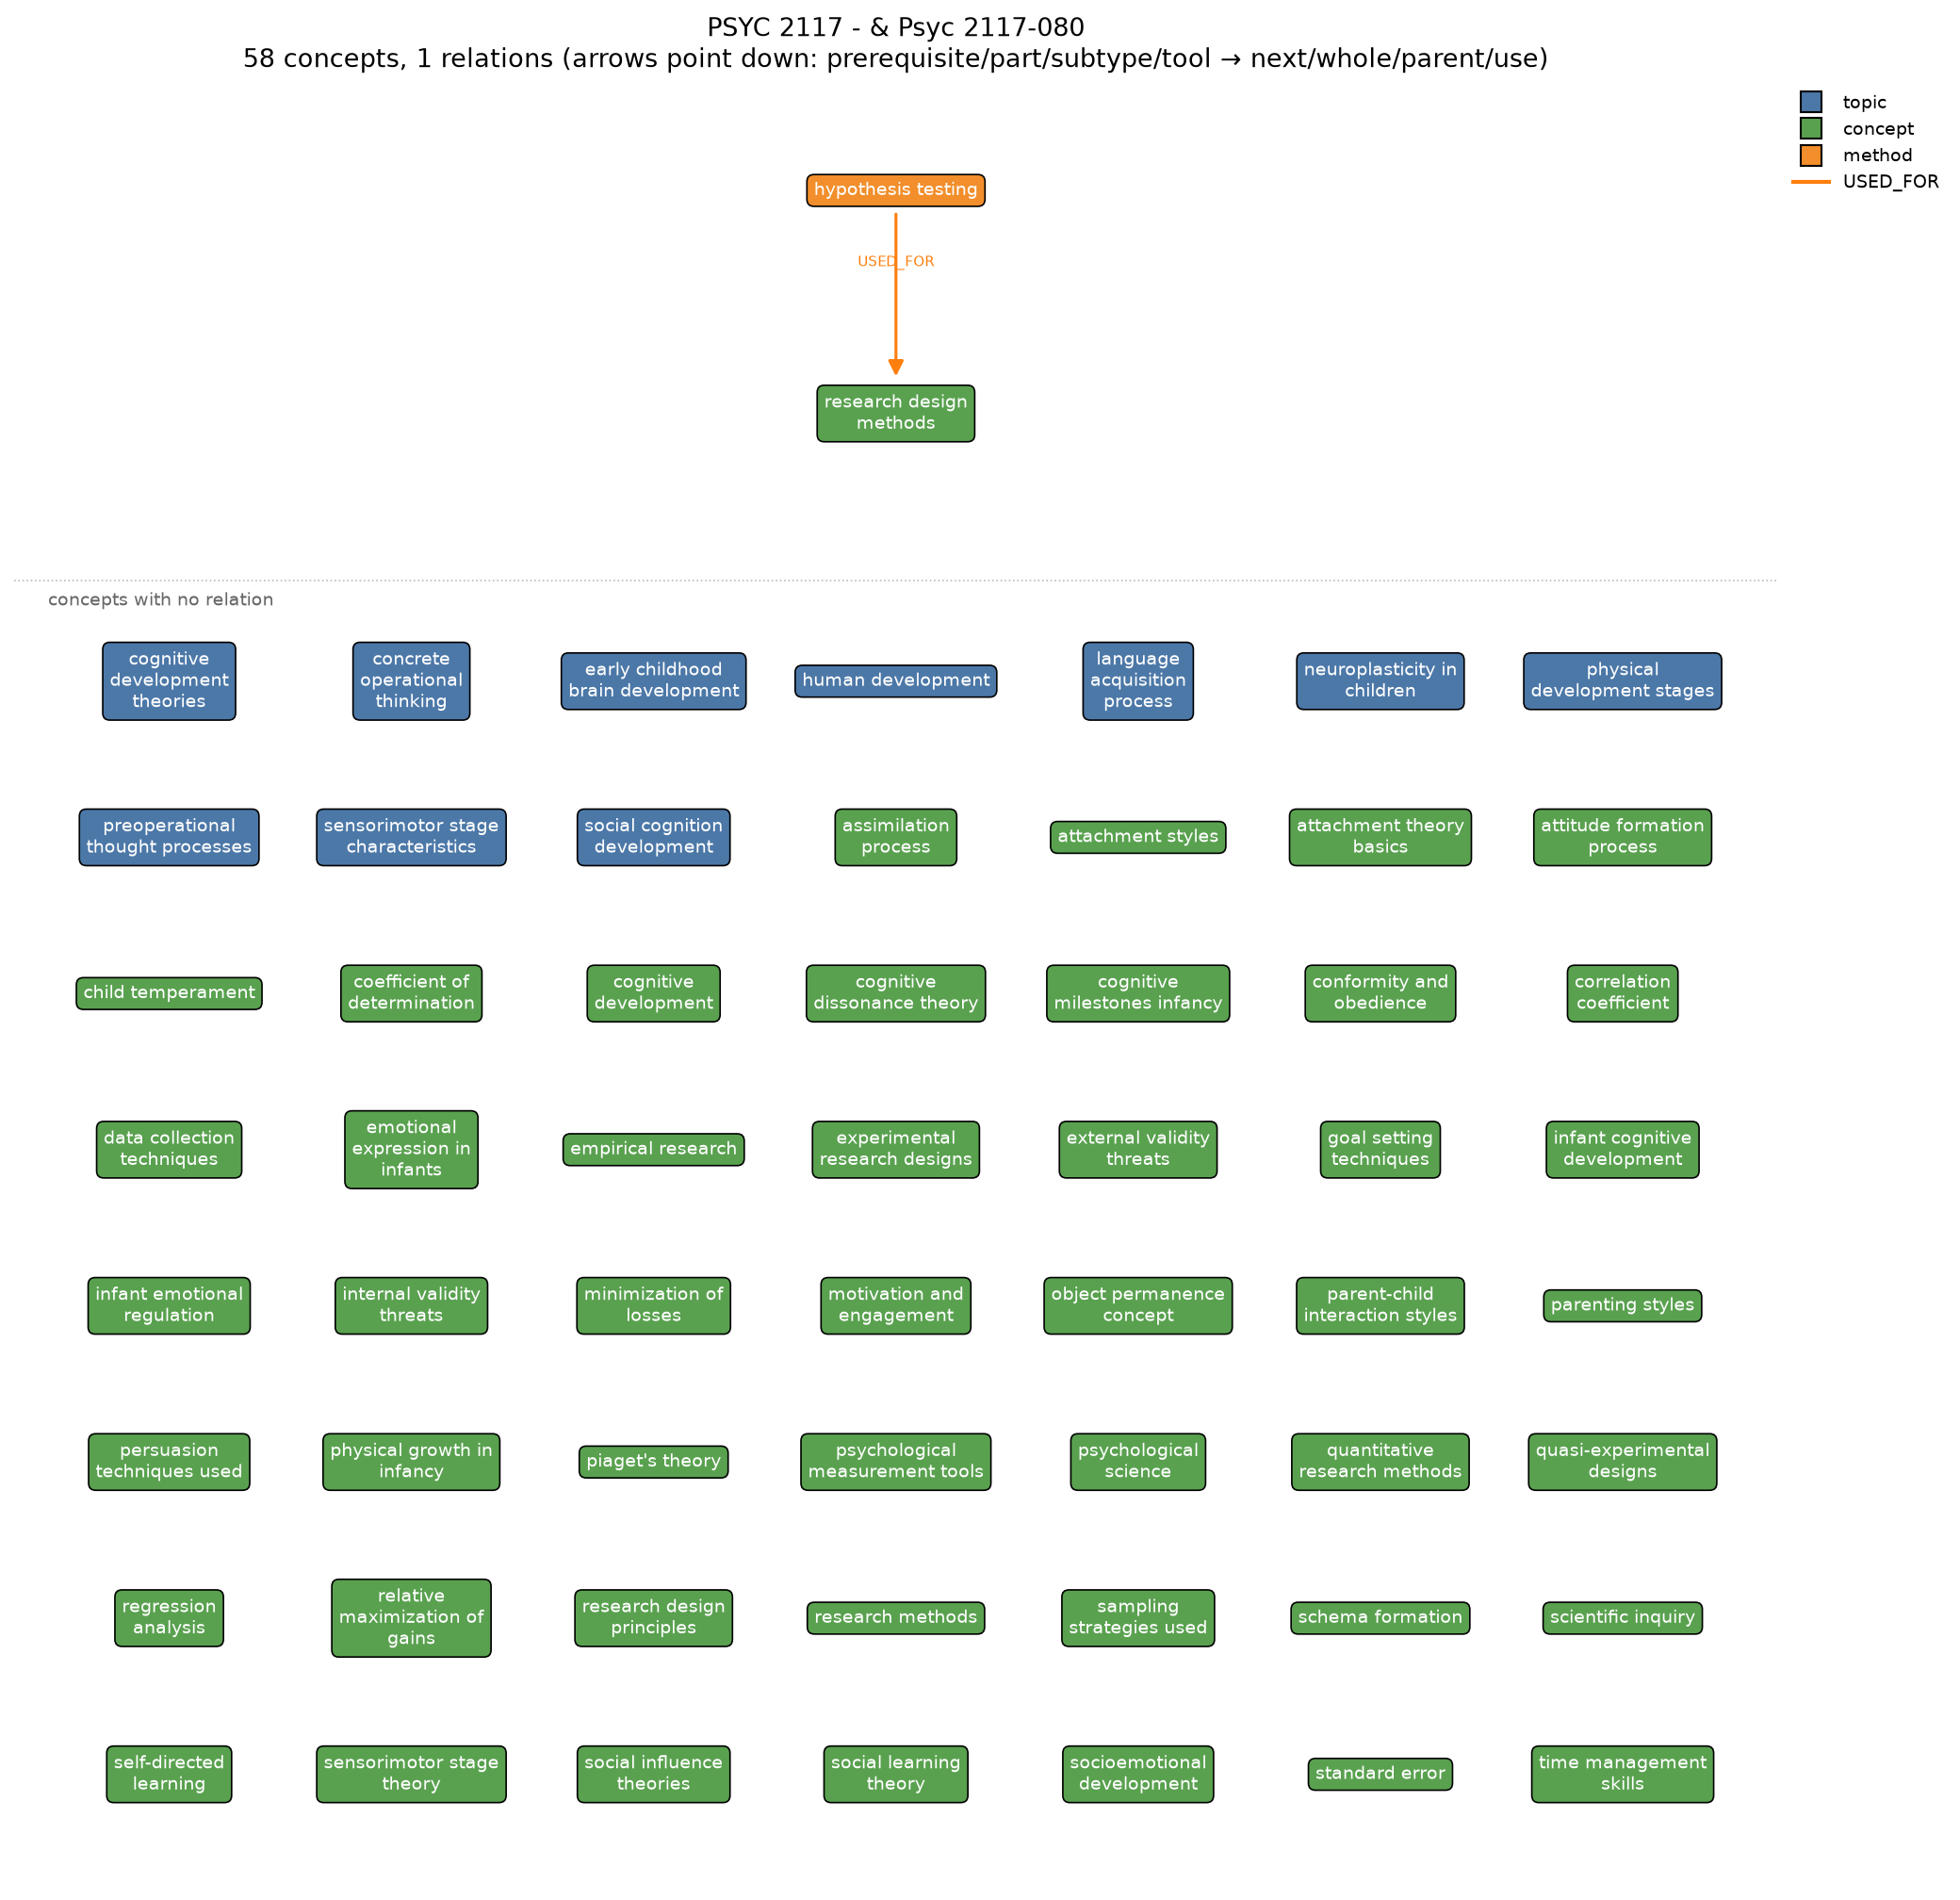 PSYC 2117 - & Psyc 2117-080
58 concepts, 1 relations (arrows point down: prerequisite/part/subtype/tool → next/whole/parent/use)
topic
concept
method
USED_FOR
hypothesis testing
USED_FOR
research design
methods
concepts with no relation
cognitive
development
theories
concrete
operational
thinking
early childhood
brain development
human development
language
acquisition
process
neuroplasticity in
children
physical
development stages
preoperational
thought processes
sensorimotor stage
characteristics
social cognition
development
assimilation
process
attachment styles
attachment theory
basics
attitude formation
process
child temperament
coefficient of
determination
cognitive
development
cognitive
dissonance theory
cognitive
milestones infancy
conformity and
obedience
correlation
coefficient
data collection
techniques
emotional
expression in
infants
empirical research
experimental
research designs
external validity
threats
goal setting
techniques
infant cognitive
development
infant emotional
regulation
internal validity
threats
minimization of
losses
motivation and
engagement
object permanence
concept
parent-child
interaction styles
parenting styles
persuasion
techniques used
physical growth in
infancy
piaget's theory
psychological
measurement tools
psychological
science
quantitative
research methods
quasi-experimental
designs
regression
analysis
relative
maximization of
gains
research design
principles
research methods
sampling
strategies used
schema formation
scientific inquiry
self-directed
learning
sensorimotor stage
theory
social influence
theories
social learning
theory
socioemotional
development
standard error
time management
skills